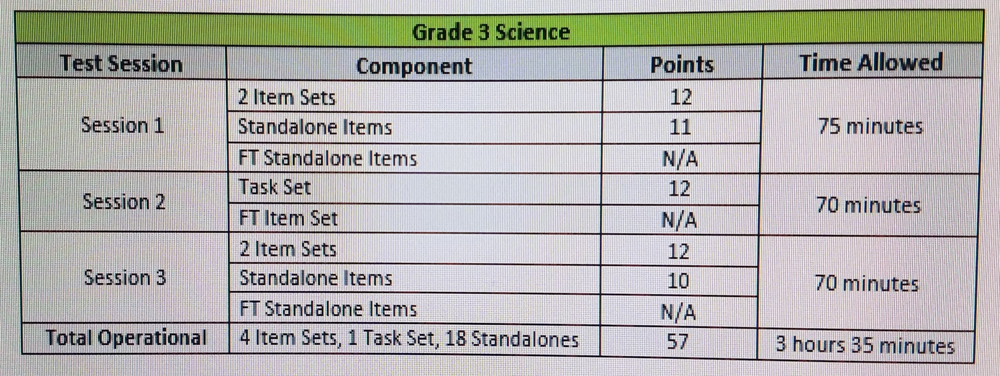 Grade 3 Science
Test Session Component Points Time Allowed
2 Item Sets 12
Session 1 Standalone Items 11 75 minutes
FT Standalone Items N/A
Task Set 12
Session 2 70 minutes
FT Item Set N/A
2 Item Sets 12
Session 3 Standalone Items 10 70 minutes
FT Standalone Items N/A
Total Operational 4 Item Sets, 1 Task Set, 18 Standalones 57 3 hours 35 minutes